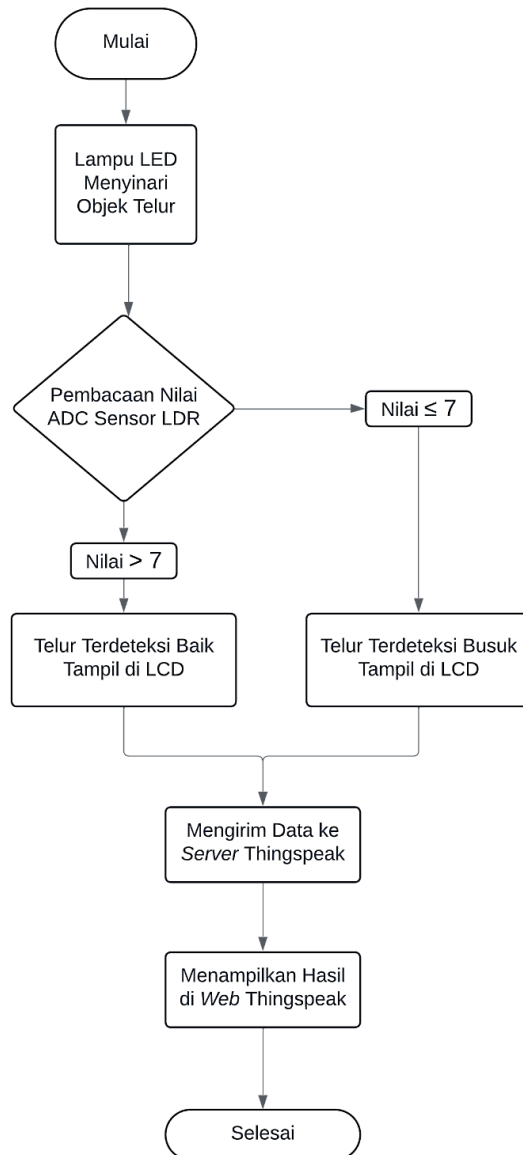 Mulai
Lampu LED
Menyinari
Objek Telur
Pembacaan Nilai
ADC Sensor LDR
Nilai ≤ 7
Nilai > 7
Telur Terdeteksi Baik
Tampil di LCD
Telur Terdeteksi Busuk
Tampil di LCD
Mengirim Data ke
Server Thingspeak
Menampilkan Hasil
di Web Thingspeak
Selesai